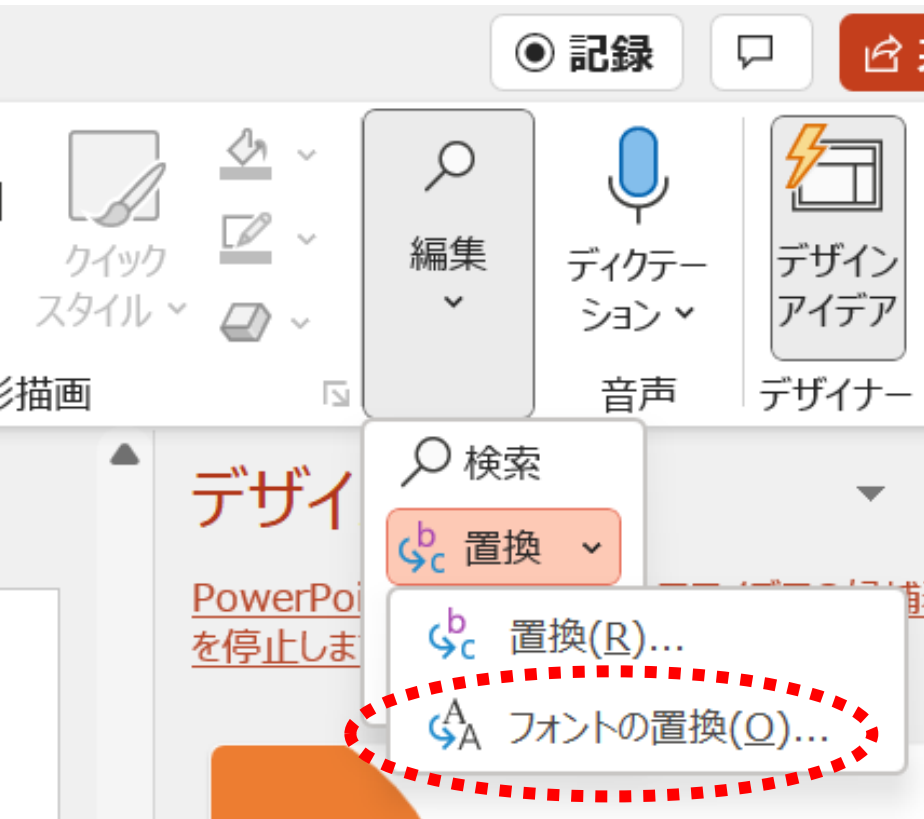 記録
クイック
スタイル
編集
ディクテー
ション
デザイン
アイデア
描画
音声
デザイナー
検索
デザイ
置換
PowerPoi
を停止しま
置換(R)...
フォントの置換(O)...